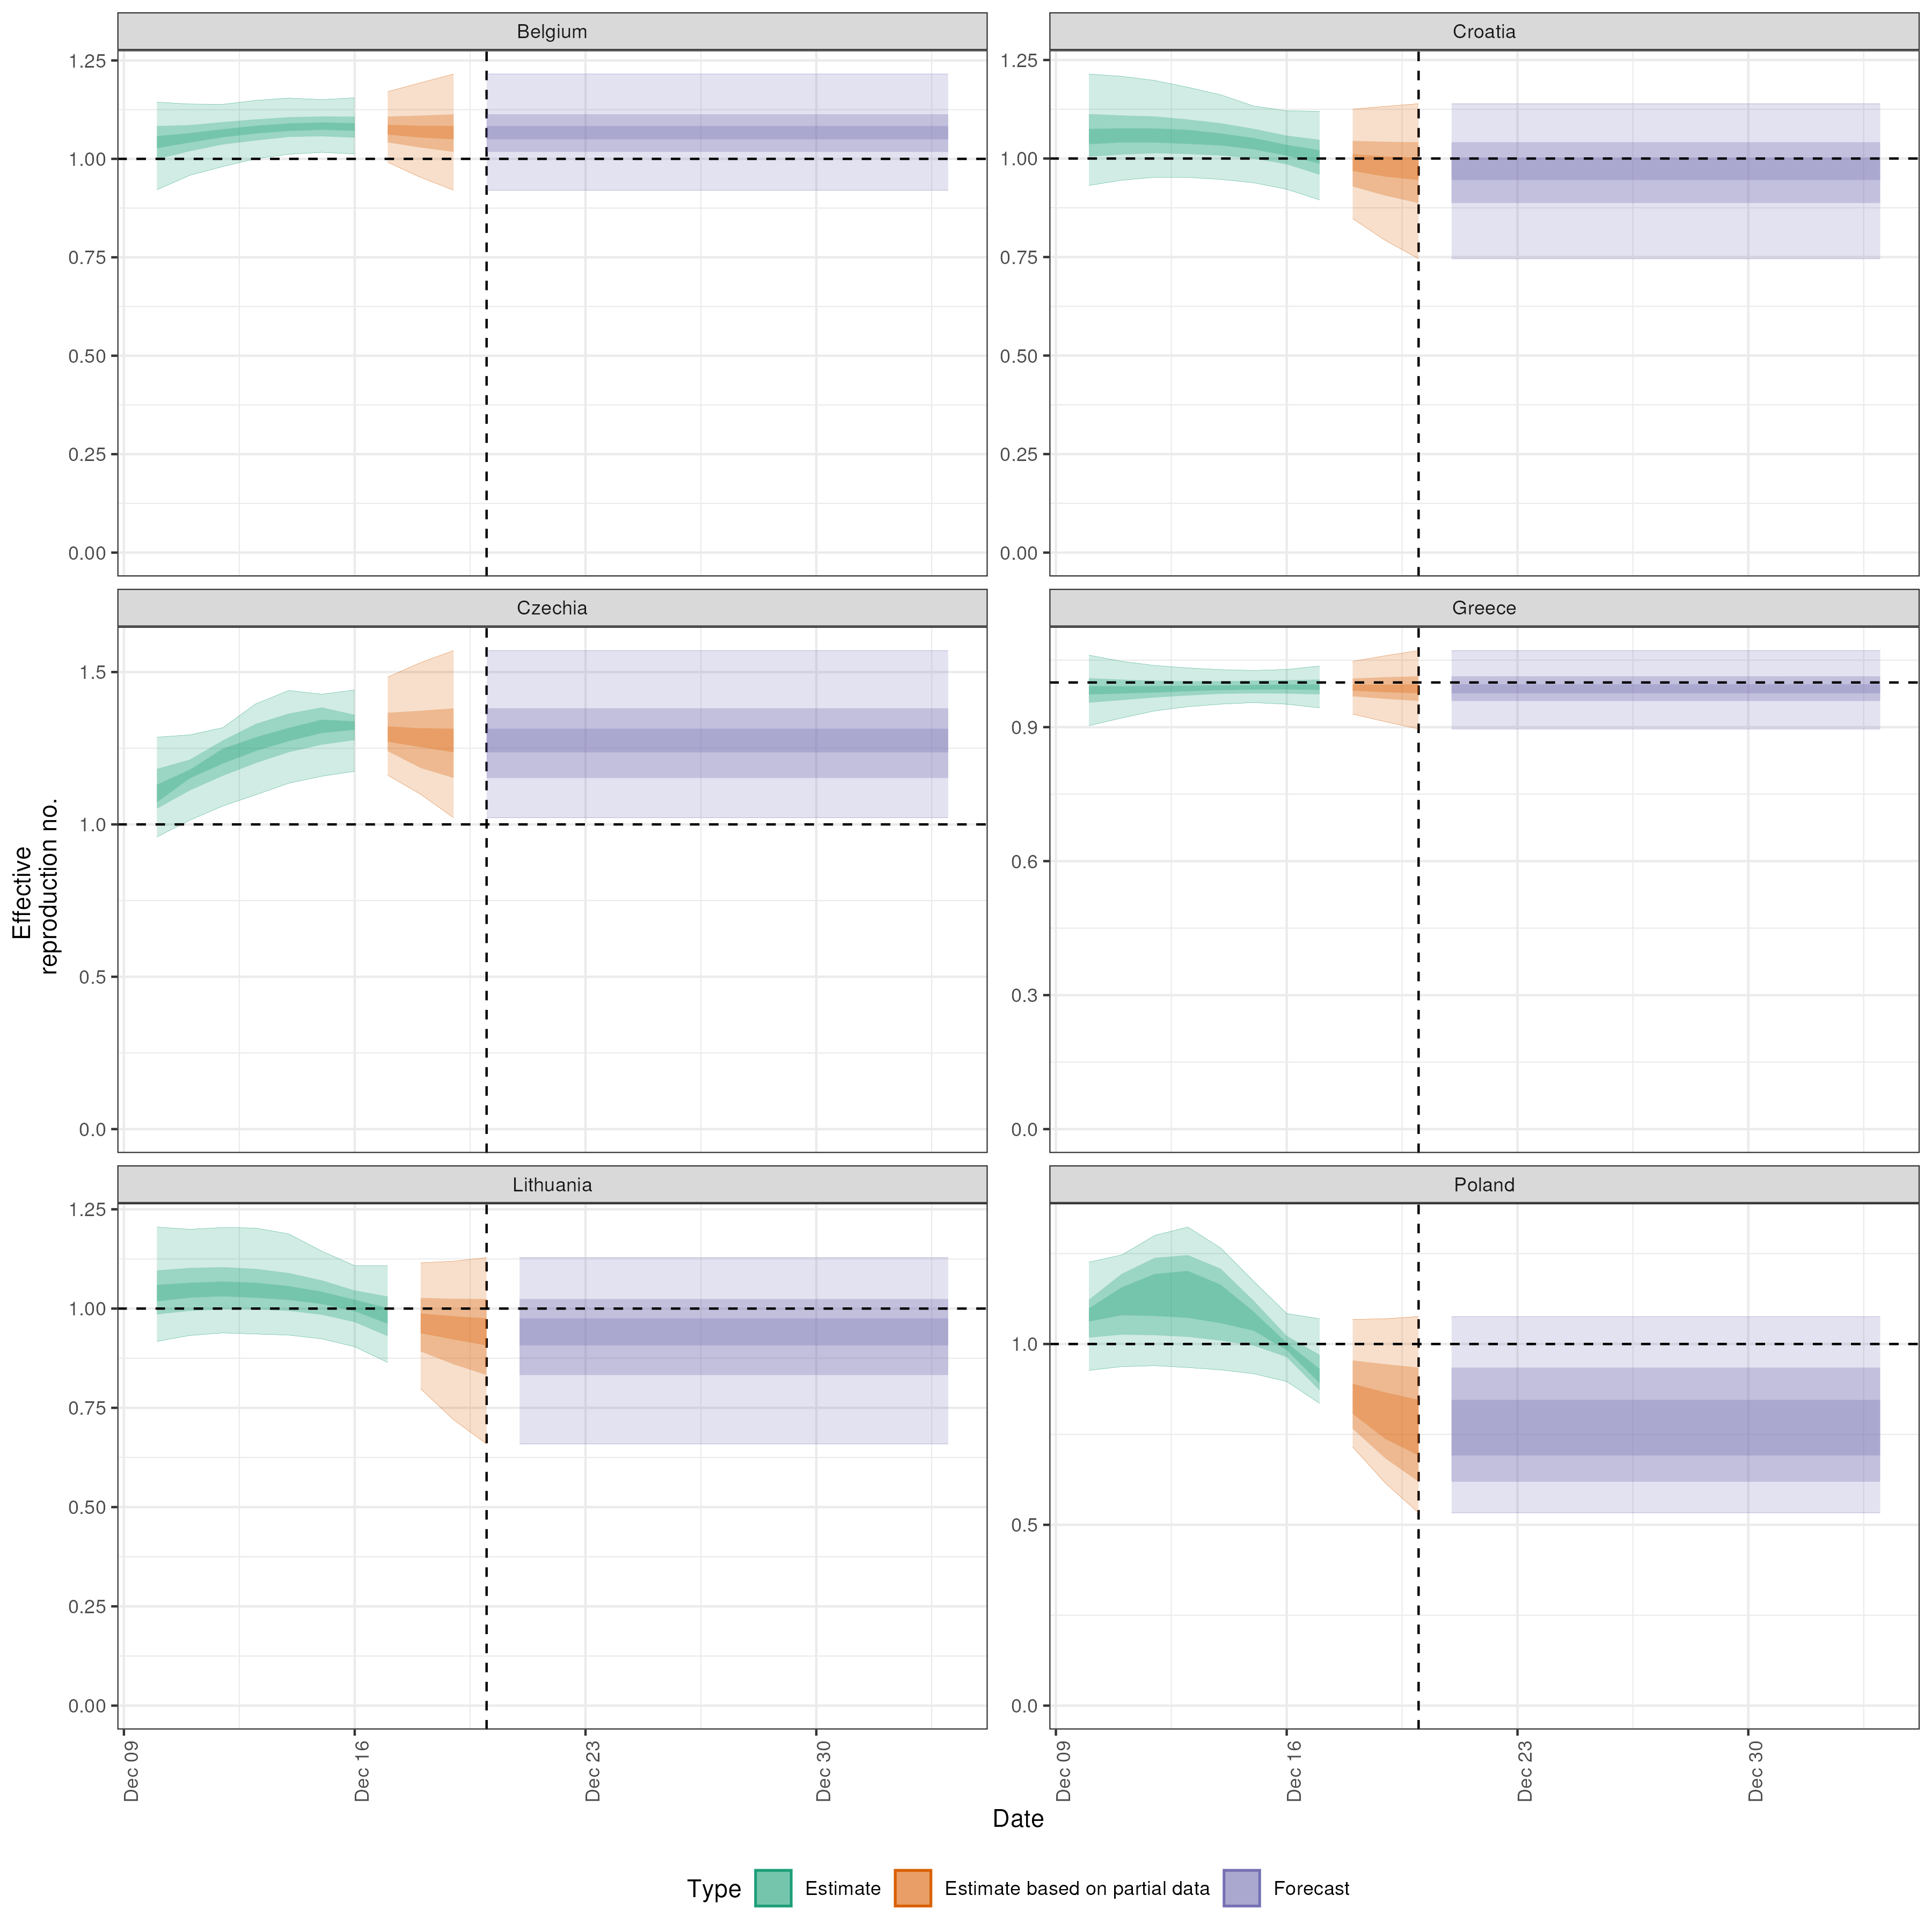 Belgium
Croatia
1.25
1.00
0.75
0.50
0.25
0.00
1.25
1.00
0.75
0.50
0.25
0.00
Czechia
Greece
1.5
1.0
0.5
0.0
0.9
0.6
0.3
0.0
Effective
reproduction no.
Lithuania
Poland
1.25
1.00
0.75
0.50
0.25
0.00
1.0
0.5
0.0
Dec 09
Dec 16
Dec 23
Dec 30
Dec 09
Dec 16
Dec 23
Dec 30
Date
Type Estimate Estimate based on partial data Forecast